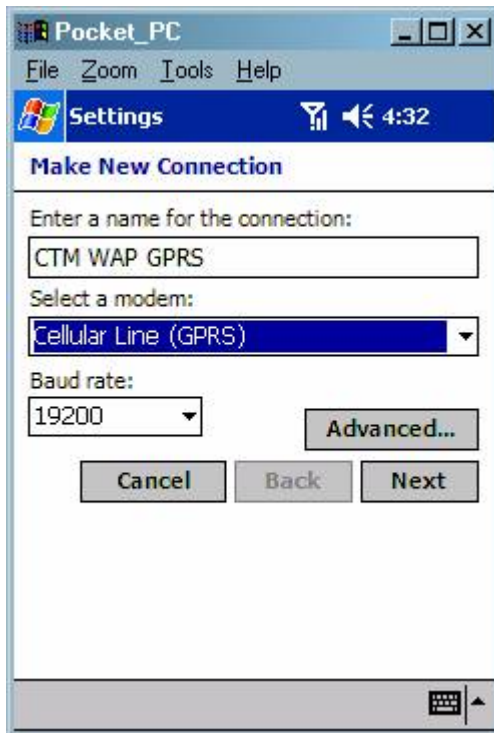 Pocket_PC
File Zoom Tools Help
Settings 4:32
Make New Connection
Enter a name for the connection:
CTM WAP GPRS
Select a modem:
Cellular Line (GPRS)
Baud rate:
19200
Advanced...
Cancel Back Next